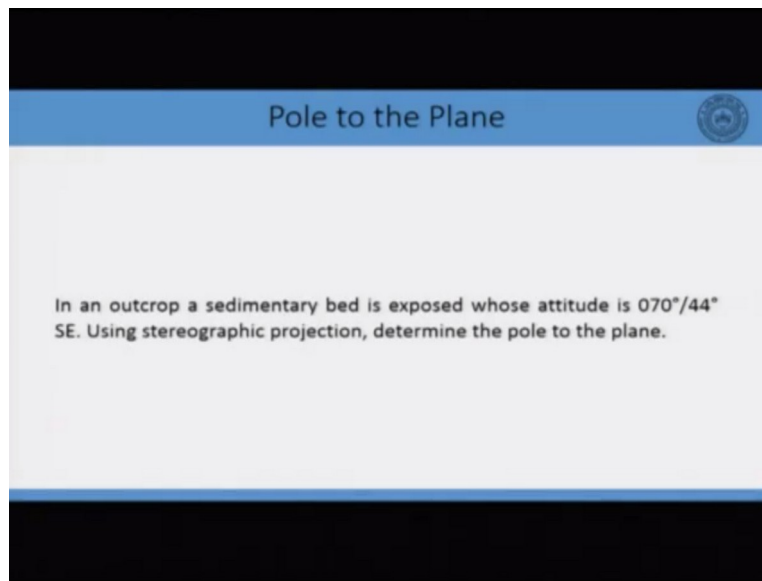 Pole to the Plane
In an outcrop a sedimentary bed is exposed whose attitude is 070°/44°
SE. Using stereographic projection, determine the pole to the plane.